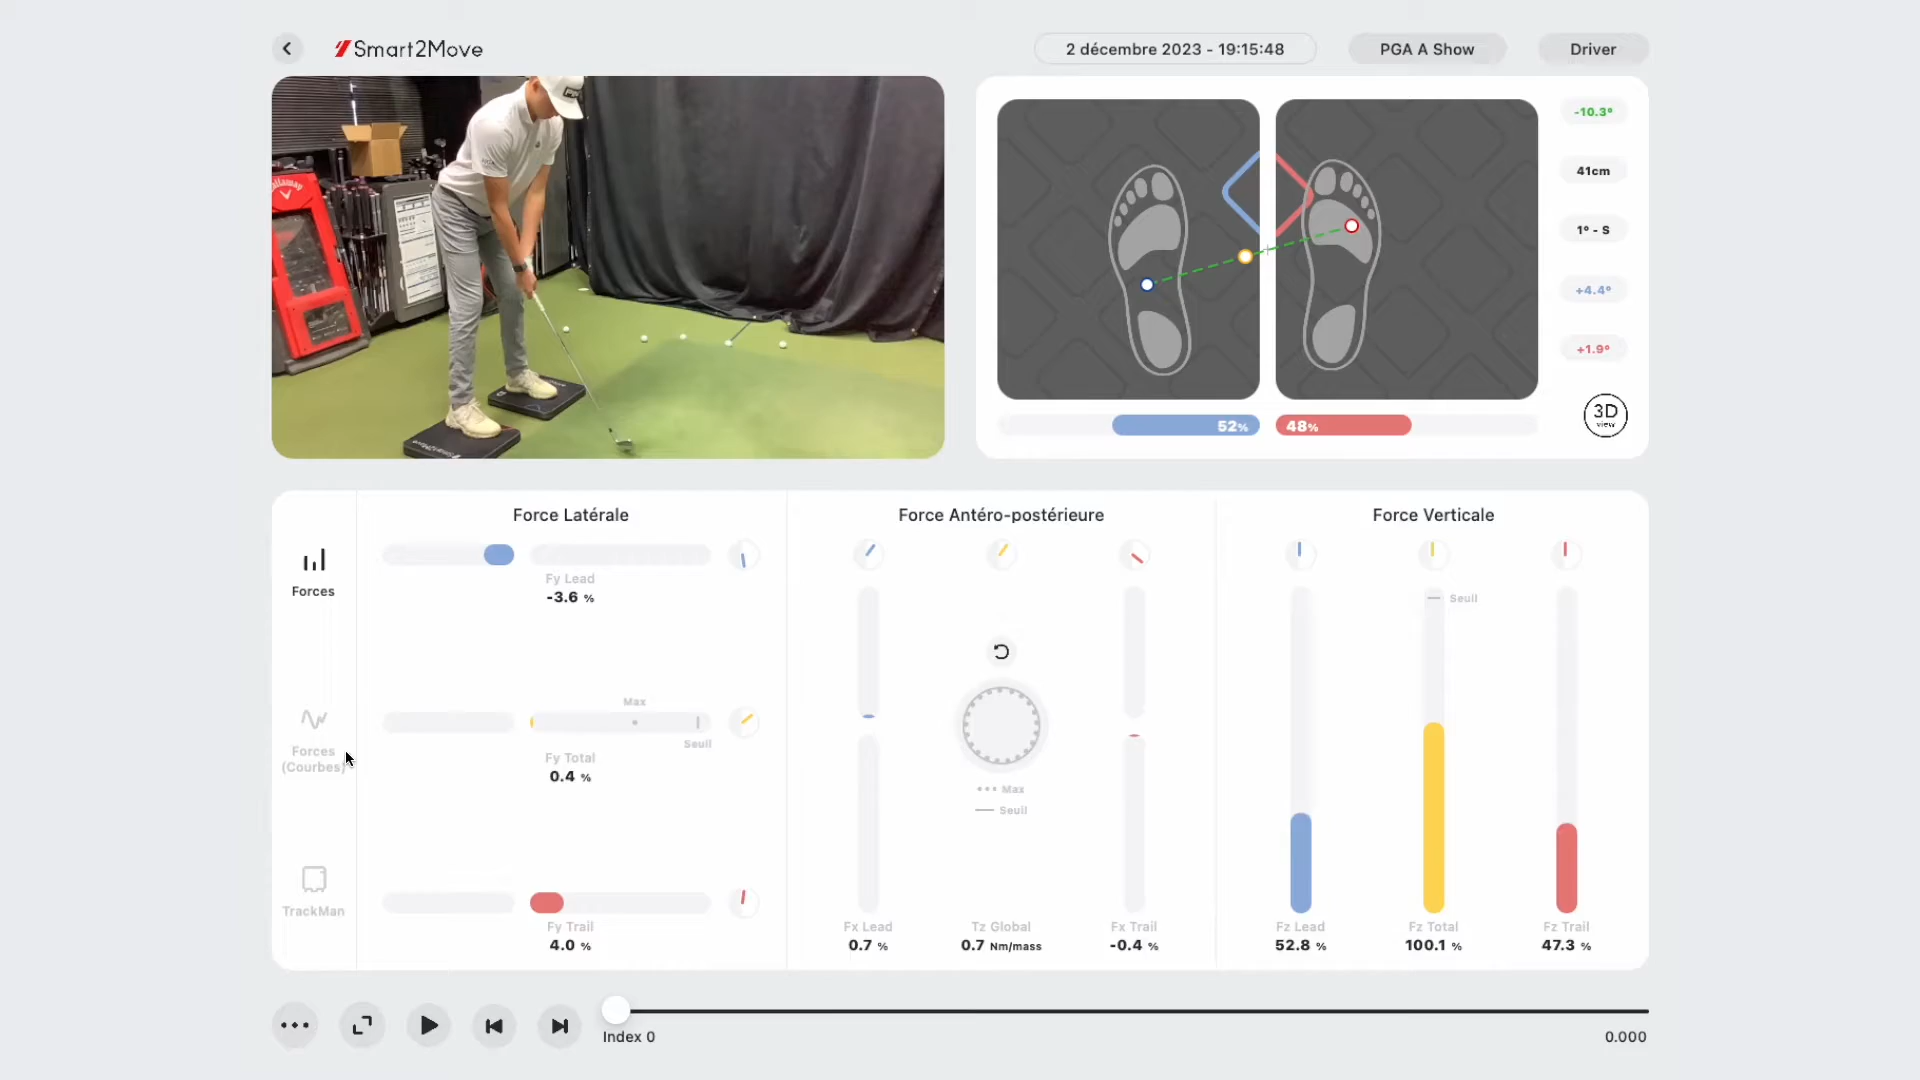 Smart2Move
2 décembre 2023 - 19:15:48
PGA A Show
Driver
Callaway
-10.3°
41cm
1° - S
+4.4°
+1.9°
3D
view
52%
48%
Force Latérale
Force Antéro-postérieure
Force Verticale
Forces
Fy Lead
-3.6 %
Seuil
Max
Seuil
Forces
(Courbes)
Fy Total
0.4 %
Max
Seuil
TrackMan
Fy Trail
4.0 %
Fx Lead
0.7 %
Tz Global
0.7 Nm/mass
Fx Trail
-0.4 %
Fz Lead
52.8 %
Fz Total
100.1 %
Fz Trail
47.3 %
Index 0
0.000